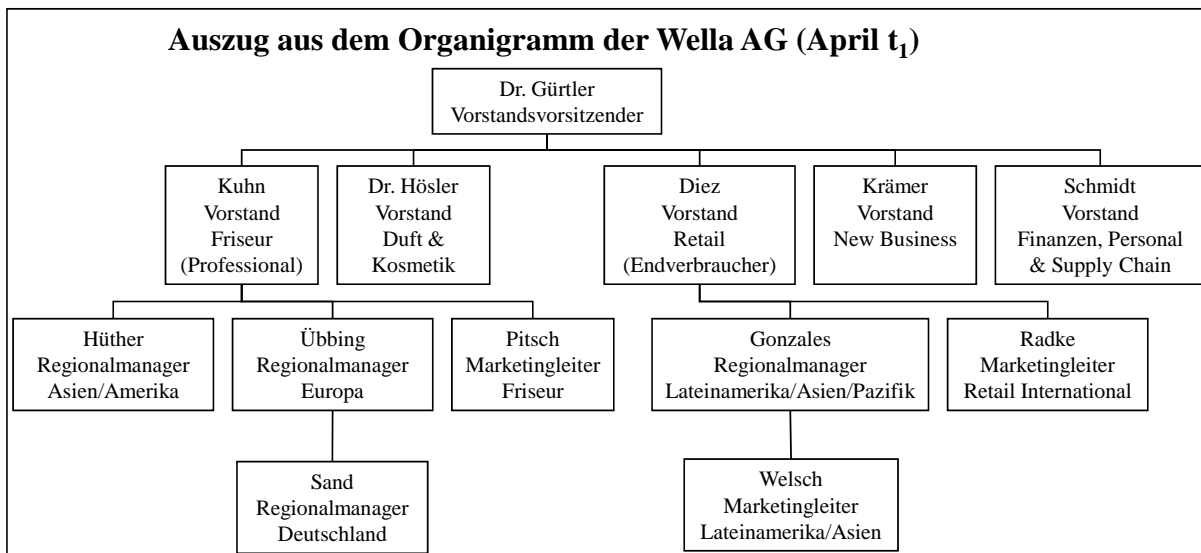 Auszug aus dem Organigramm der Wella AG (April t₁)
Dr. Gürtler
Vorstandsvorsitzender
Kuhn
Vorstand
Friseur
(Professional)
Dr. Hösler
Vorstand
Duft &
Kosmetik
Diez
Vorstand
Retail
(Endverbraucher)
Krämer
Vorstand
New Business
Schmidt
Vorstand
Finanzen, Personal
& Supply Chain
Hüther
Regionalmanager
Asien/Amerika
Übbing
Regionalmanager
Europa
Pitsch
Marketingleiter
Friseur
Gonzales
Regionalmanager
Lateinamerika/Asien/Pazifik
Radke
Marketingleiter
Retail International
Sand
Regionalmanager
Deutschland
Welsch
Marketingleiter
Lateinamerika/Asien